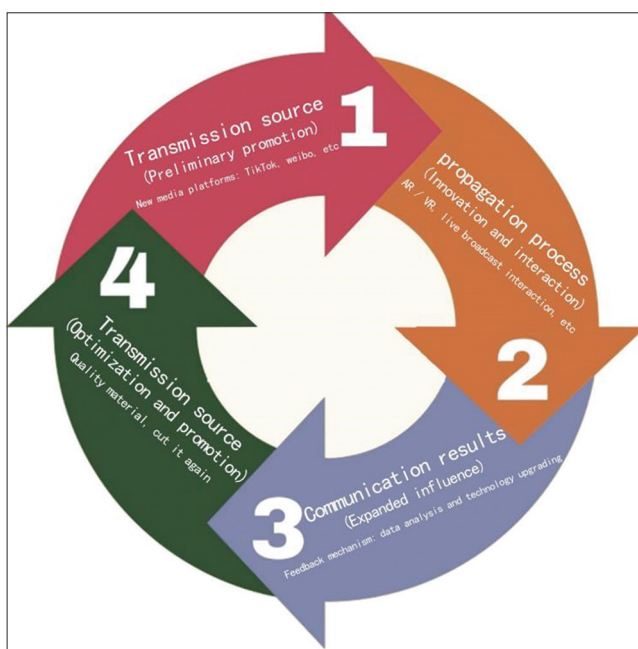 1
Transmission source
(Preliminary promotion)
New media platforms: TikTok, weibo, etc
2
propagation process
(Innovation and interaction)
AR / VR, live broadcast interaction, etc
3
Communication results
(Expanded influence)
Feedback mechanism: data analysis and technology upgrading
4
Transmission source
(Optimization and promotion)
Quality material, cut it again